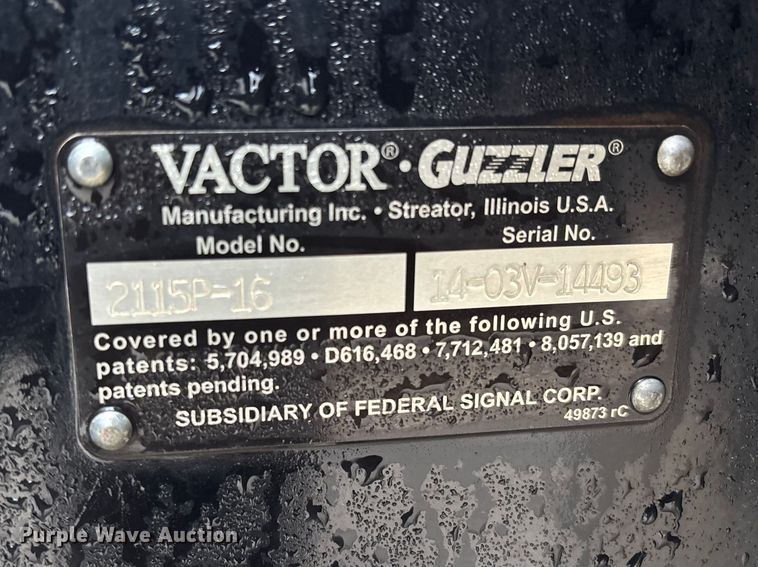 VACTOR®·GUZZLER®
Manufacturing Inc. • Streator, Illinois U.S.A.
Model No. Serial No.
2115P-16 14-03V-14493
Covered by one or more of the following U.S.
patents: 5,704,989 • D616,468 • 7,712,481 • 8,057,139 and
patents pending.
SUBSIDIARY OF FEDERAL SIGNAL CORP.
49873 rC
Purple Wave Auction